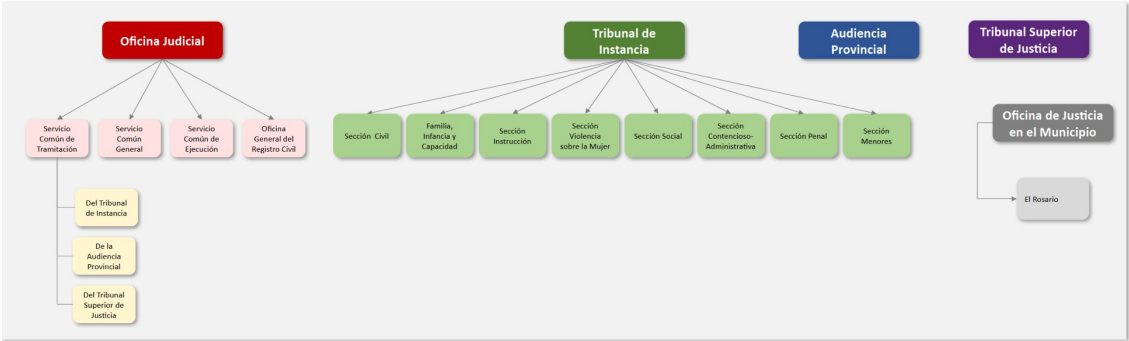 Oficina Judicial
Tribunal de
Instancia
Audiencia
Provincial
Tribunal Superior
de Justicia
Servicio
Común de
Tramitación
Servicio
Común
General
Servicio
Común de
Ejecución
Oficina
General del
Registro Civil
Sección Civil
Familia,
Infancia y
Capacidad
Sección
Instrucción
Sección
Violencia
sobre la Mujer
Sección Social
Sección
Contencioso-
Administrativa
Sección Penal
Sección
Menores
Oficina de Justicia
en el Municipio
El Rosario
Del Tribunal
de Instancia
De la
Audiencia
Provincial
Del Tribunal
Superior de
Justicia